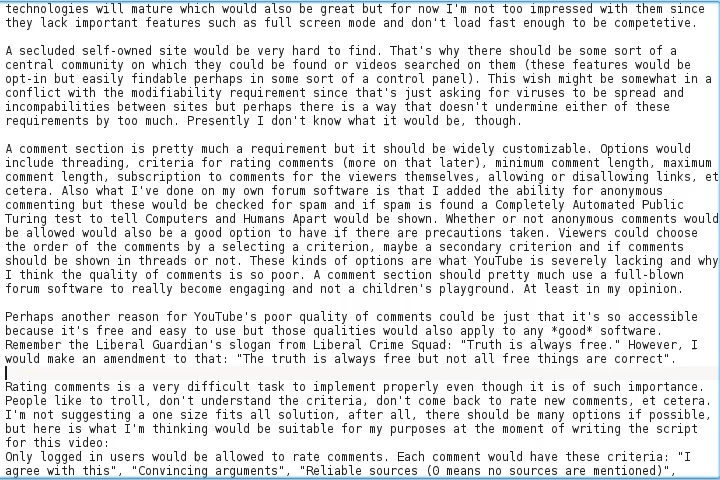 technologies will mature which would also be great but for now I'm not too impressed with them since
they lack important features such as full screen mode and don't load fast enough to be competetive.
A secluded self-owned site would be very hard to find. That's why there should be some sort of a
central community on which they could be found or videos searched on them (these features would be
opt-in but easily findable perhaps in some sort of a control panel). This wish might be somewhat in a
conflict with the modifiability requirement since that's just asking for viruses to be spread and
incompabilities between sites but perhaps there is a way that doesn't undermine either of these
requirements by too much. Presently I don't know what it would be, though.
A comment section is pretty much a requirement but it should be widely customizable. Options would
include threading, criteria for rating comments (more on that later), minimum comment length, maximum
comment length, subscription to comments for the viewers themselves, allowing or disallowing links, et
cetera. Also what I've done on my own forum software is that I added the ability for anonymous
commenting but these would be checked for spam and if spam is found a Completely Automated Public
Turing test to tell Computers and Humans Apart would be shown. Whether or not anonymous comments would
be allowed would also be a good option to have if there are precautions taken. Viewers could choose
the order of the comments by a selecting a criterion, maybe a secondary criterion and if comments
should be shown in threads or not. These kinds of options are what YouTube is severely lacking and why
I think the quality of comments is so poor. A comment section should pretty much use a full-blown
forum software to really become engaging and not a children's playground. At least in my opinion.
Perhaps another reason for YouTube's poor quality of comments could be just that it's so accessible
because it's free and easy to use but those qualities would also apply to any *good* software.
Remember the Liberal Guardian's slogan from Liberal Crime Squad: "Truth is always free." However, I
would make an amendment to that: "The truth is always free but not all free things are correct".
Rating comments is a very difficult task to implement properly even though it is of such importance.
People like to troll, don't understand the criteria, don't come back to rate new comments, et cetera.
I'm not suggesting a one size fits all solution, after all, there should be many options if possible,
but here is what I'm thinking would be suitable for my purposes at the moment of writing the script
for this video:
Only logged in users would be allowed to rate comments. Each comment would have these criteria: "I
agree with this", "Convincing arguments", "Reliable sources (0 means no sources are mentioned)",